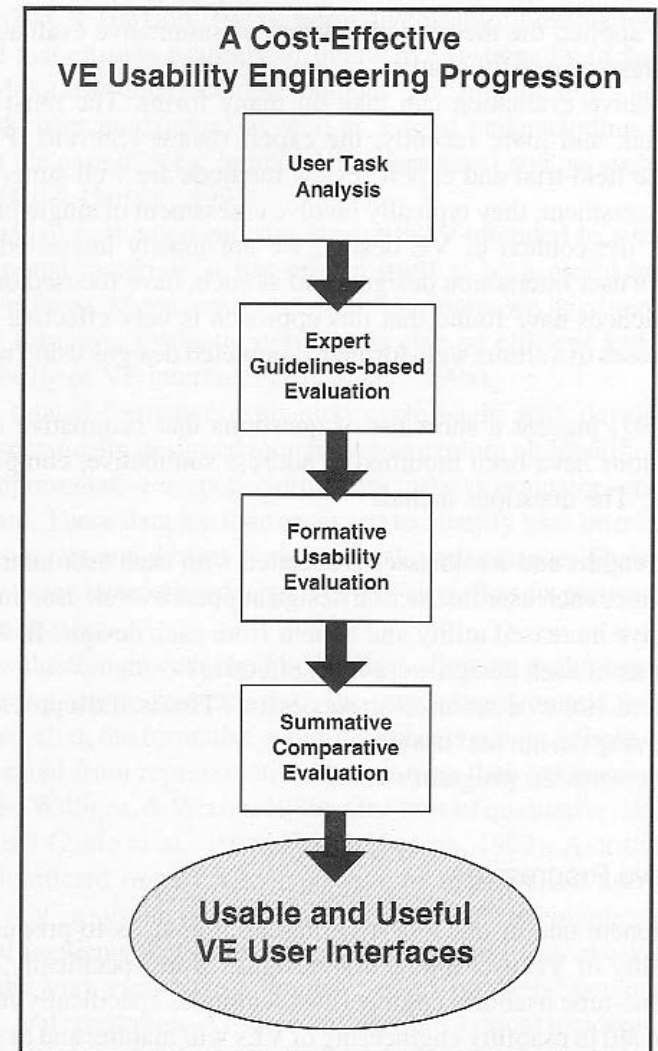 A Cost-Effective
VE Usability Engineering Progression
User Task
Analysis
Expert
Guidelines-based
Evaluation
Formative
Usability
Evaluation
Summative
Comparative
Evaluation
Usable and Useful
VE User Interfaces